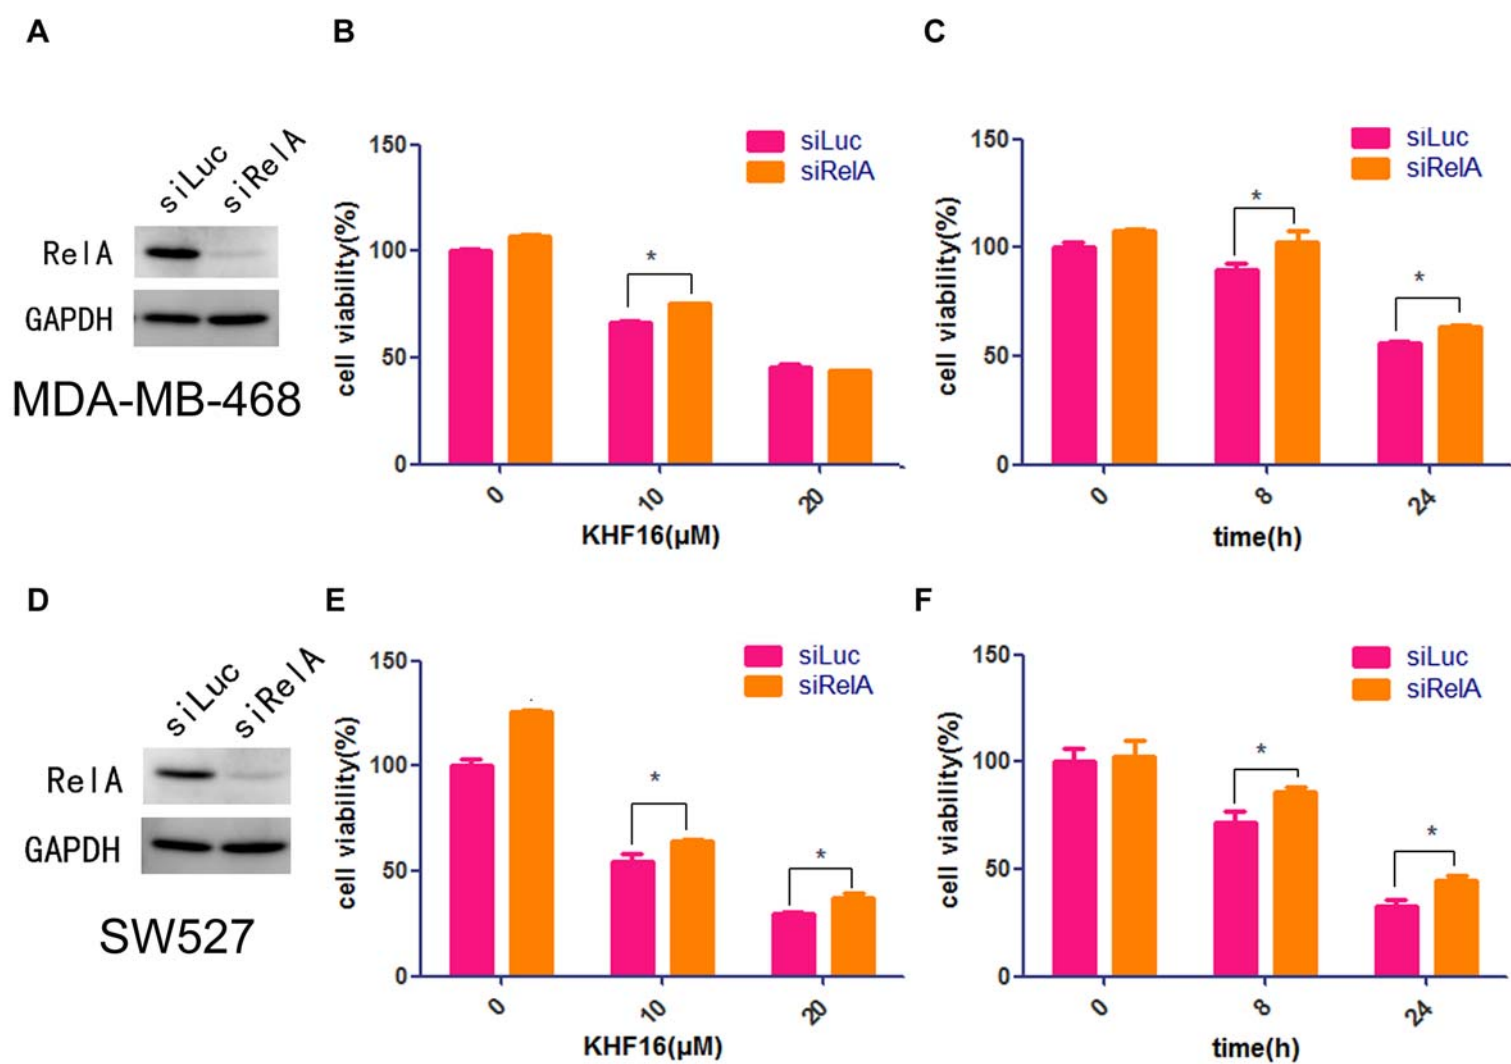 A
B
C
siLuc
siRelA
RelA
GAPDH
MDA-MB-468
siLuc
siRelA
150
100
50
0
cell viability(%)
*
0
10
20
KHF16(μM)
siLuc
siRelA
150
100
50
0
cell viability(%)
*
*
0
8
24
time(h)
D
E
F
siLuc
siRelA
RelA
GAPDH
SW527
siLuc
siRelA
150
100
50
0
cell viability(%)
*
*
0
10
20
KHF16(μM)
siLuc
siRelA
150
100
50
0
cell viability(%)
*
*
0
8
24
time(h)